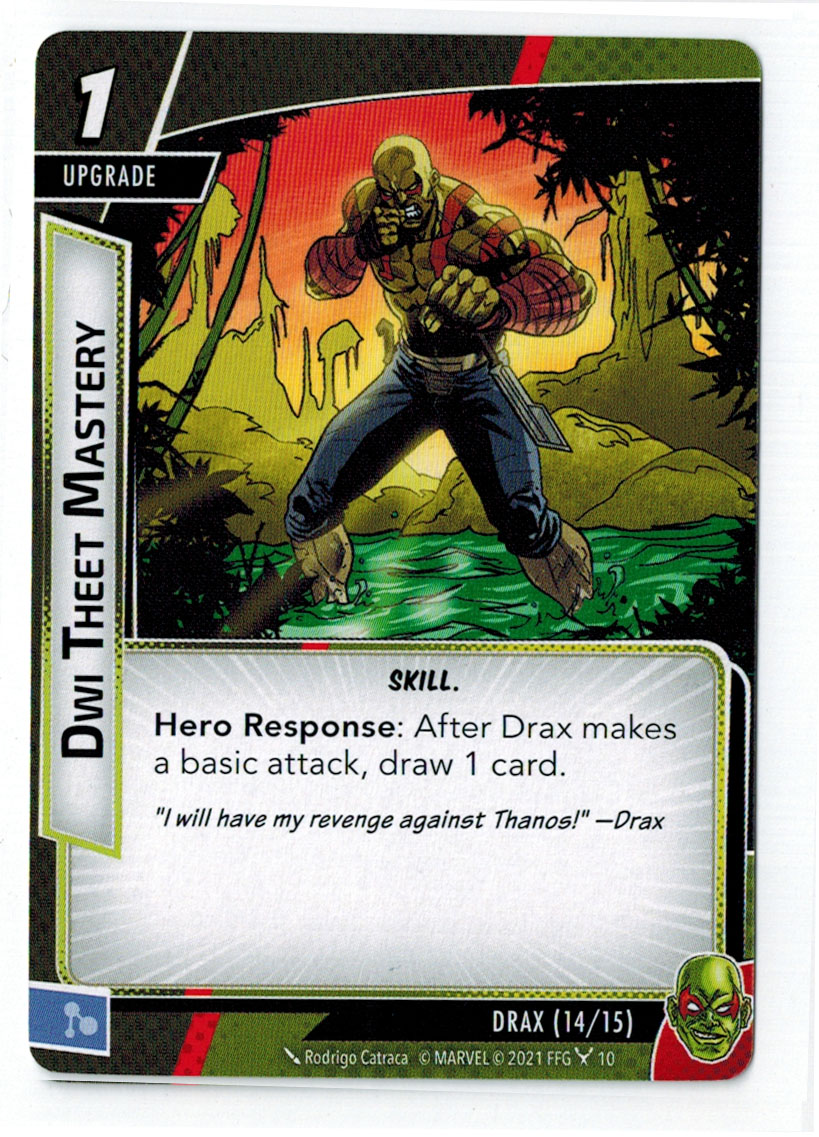 1
UPGRADE
DWI THEET MASTERY
SKILL.
Hero Response: After Drax makes
a basic attack, draw 1 card.
"I will have my revenge against Thanos!" —Drax
DRAX (14/15)
Rodrigo Catraca © MARVEL © 2021 FFG 10